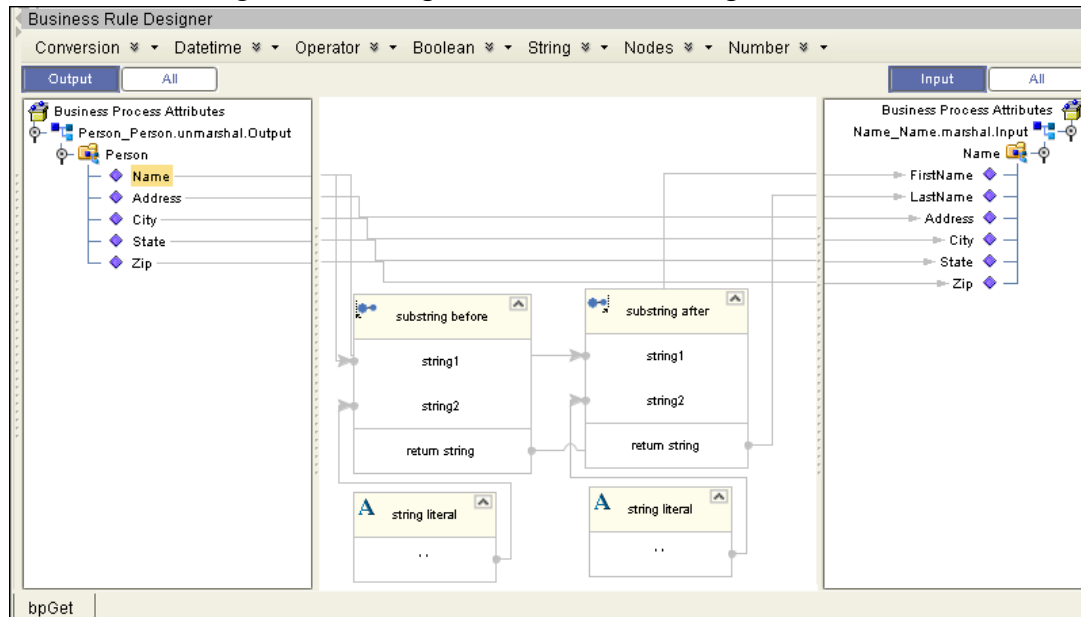 Business Rule Designer
Conversion Datetime Operator Boolean String Nodes Number
Output All Input All
Business Process Attributes
Person_Person.unmarshal.Output
Person
Name
Address
City
State
Zip
substring before
string1
string2
return string
substring after
string1
string2
return string
string literal
' '
string literal
' '
Business Process Attributes
Name_Name.marshal.Input
Name
FirstName
LastName
Address
City
State
Zip
bpGet